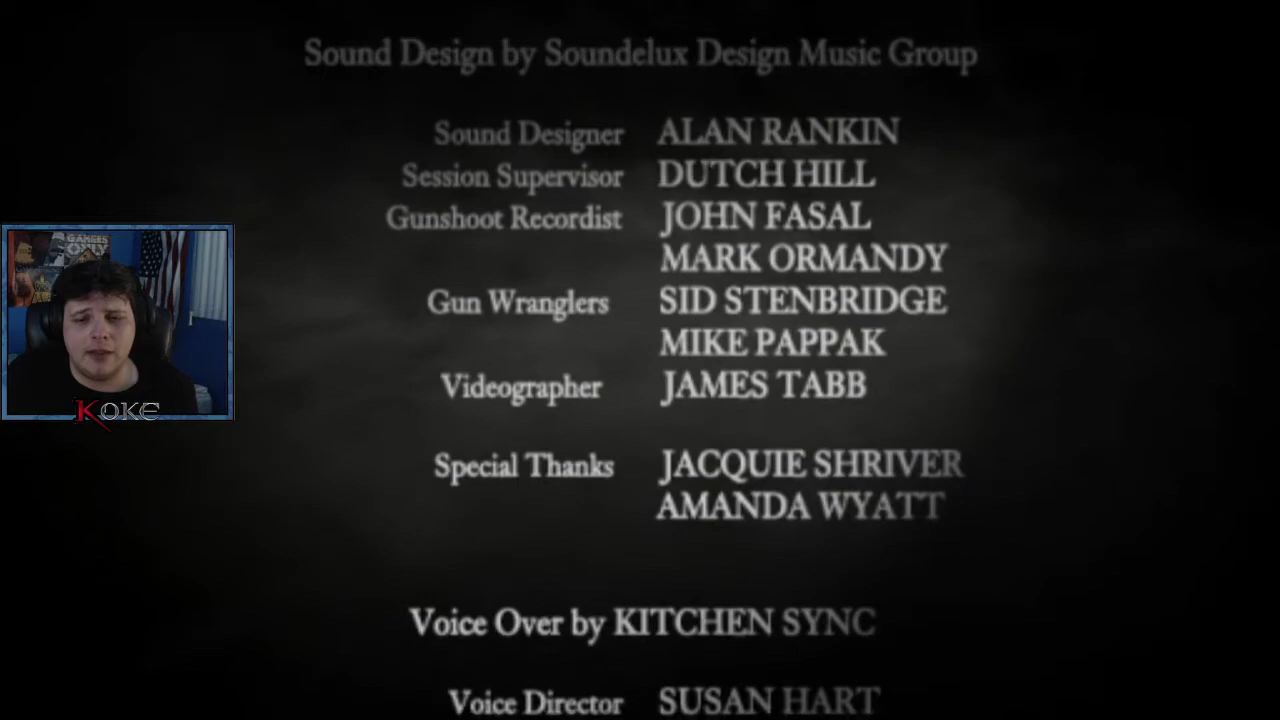 Sound Design by Soundelux Design Music Group
Sound Designer ALAN RANKIN
Session Supervisor DUTCH HILL
Gunshoot Recordist JOHN FASAL
MARK ORMANDY
Gun Wranglers SID STENBRIDGE
MIKE PAPPAK
Videographer JAMES TABB
Special Thanks JACQUIE SHRIVER
AMANDA WYATT
Voice Over by KITCHEN SYNC
Voice Director SUSAN HART
GAMERS
ONLY
KOKE